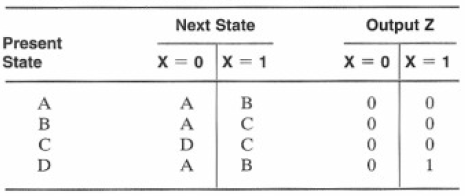 Next State Output Z
Present
State X = 0 X = 1 X = 0 X = 1
A A B 0 0
B A C 0 0
C D C 0 0
D A B 0 1